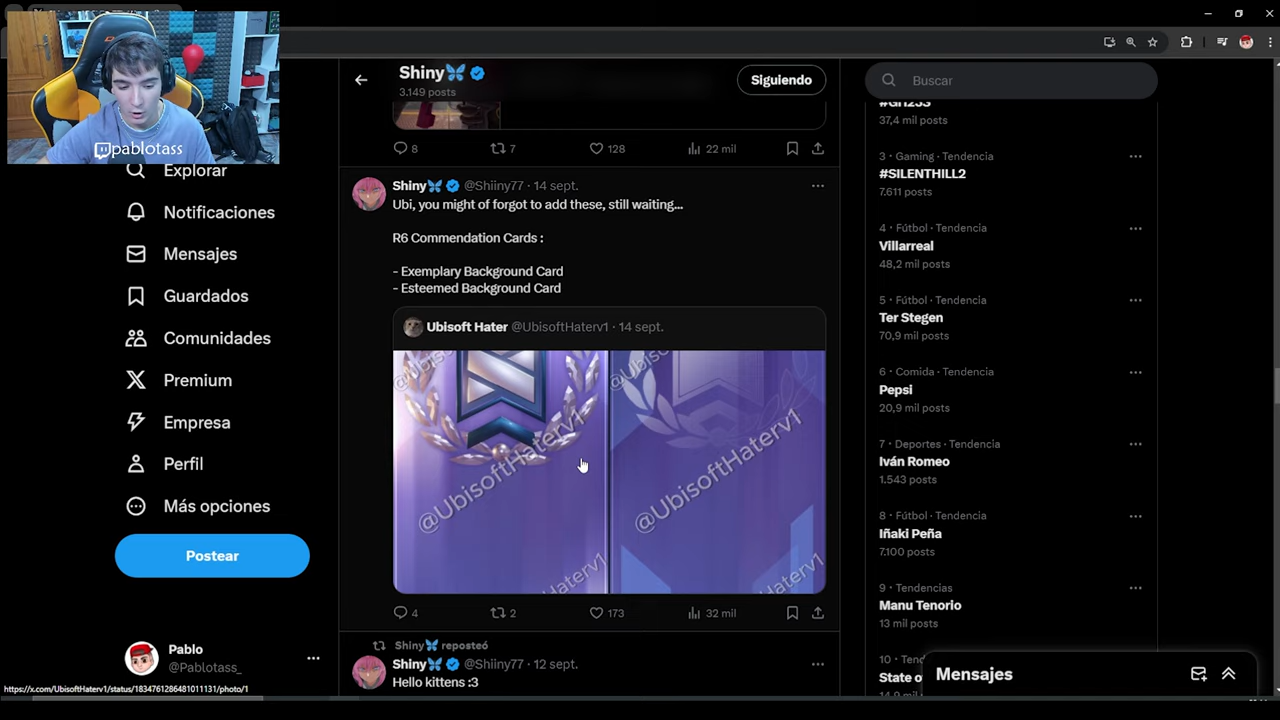 pablotass
Explorar
Notificaciones
Mensajes
Guardados
Comunidades
Premium
Empresa
Perfil
Más opciones
Postear
Pablo
@Pablotass_
https://x.com/UbisoftHaterv1/status/1834761286481011131/photo/1
Shiny
3.149 posts
Siguiendo
8 7 128 22 mil
Shiny @Shiiny77 · 14 sept.
Ubi, you might of forgot to add these, still waiting...
R6 Commendation Cards :
- Exemplary Background Card
- Esteemed Background Card
Ubisoft Hater @UbisoftHaterv1 · 14 sept.
@UbisoftHaterv1
@UbisoftHaterv1
4 2 173 32 mil
Shiny reposteó
Shiny @Shiiny77 · 12 sept.
Hello kittens :3
Buscar
37,4 mil posts
3 · Gaming · Tendencia
#SILENTHILL2
7.611 posts
4 · Fútbol · Tendencia
Villarreal
48,2 mil posts
5 · Fútbol · Tendencia
Ter Stegen
70,9 mil posts
6 · Comida · Tendencia
Pepsi
20,9 mil posts
7 · Deportes · Tendencia
Iván Romeo
1.543 posts
8 · Fútbol · Tendencia
Iñaki Peña
7.100 posts
9 · Tendencias
Manu Tenorio
13 mil posts
Mensajes